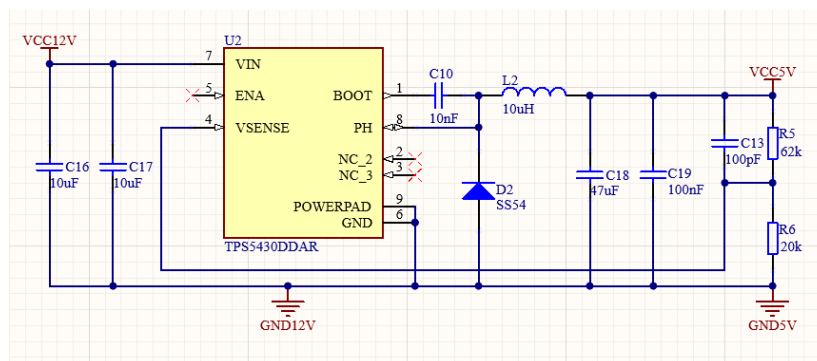 VCC12V
U2
7
VIN
5
ENA
4
VSENSE
BOOT
1
PH
8
NC_2
2
NC_3
3
POWERPAD
9
GND
6
TPS5430DDAR
C16
10uF
C17
10uF
C10
10nF
L2
10uH
D2
SS54
C18
47uF
C19
100nF
C13
100pF
VCC5V
R5
62k
R6
20k
GND12V
GND5V